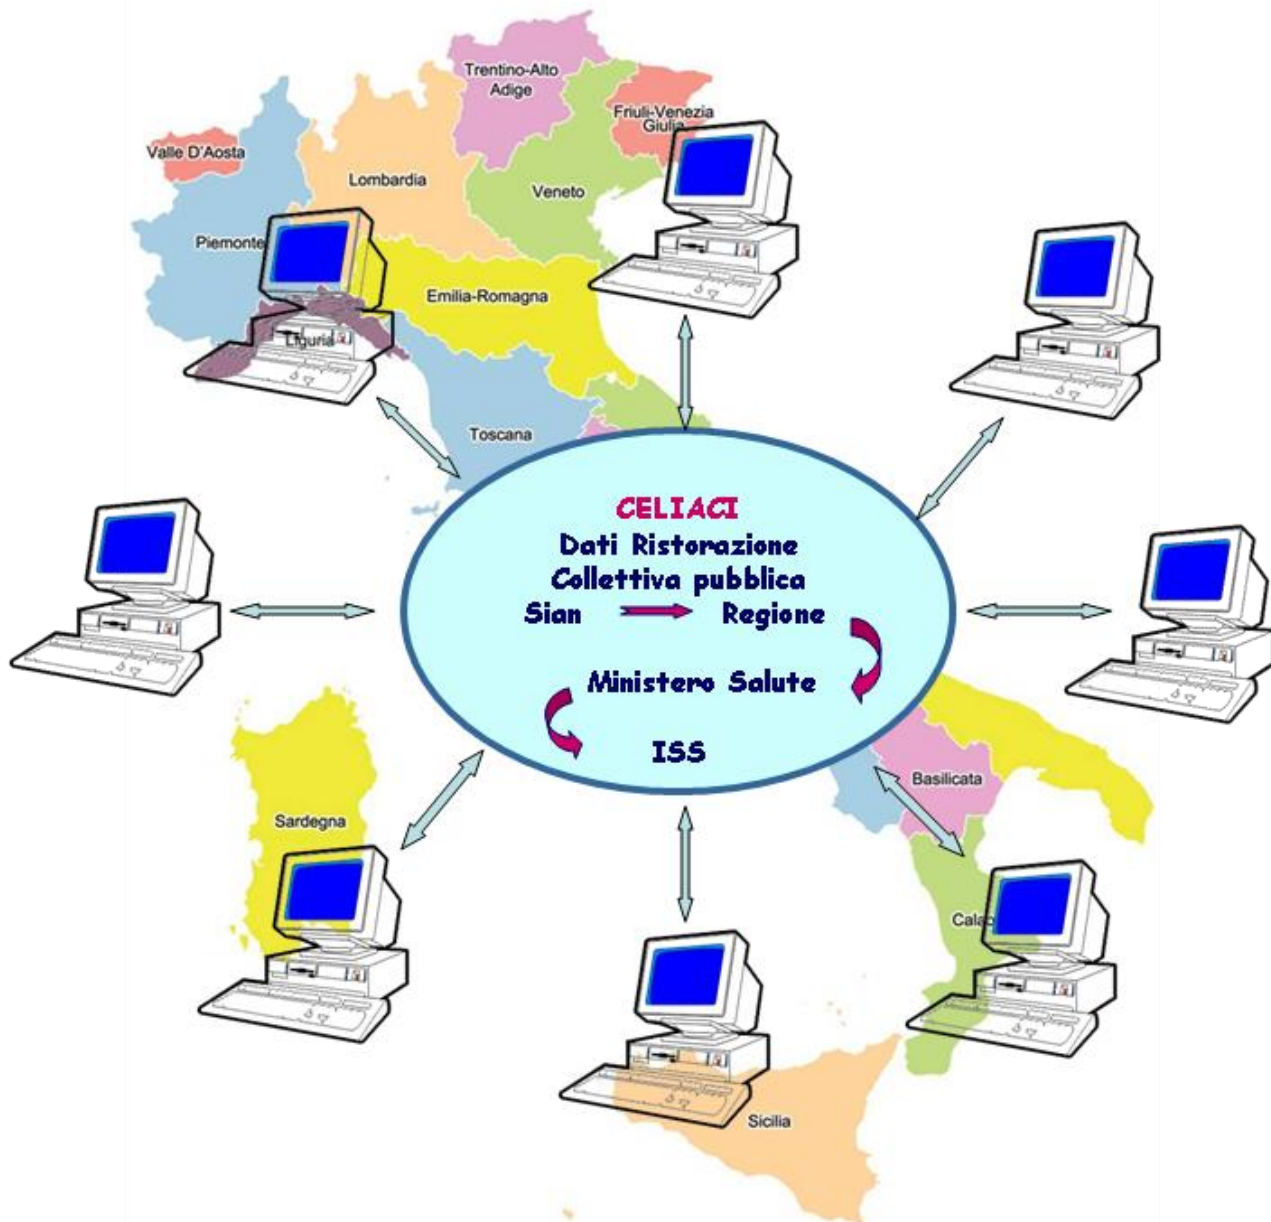 Trentino-Alto
Adige
Friuli-Venezia
Giulia
Valle D'Aosta
Lombardia
Veneto
Piemonte
Emilia-Romagna
Liguria
Toscana
CELIACI
Dati Ristorazione
Collettiva pubblica
Sian Regione
Ministero Salute
ISS
Basilicata
Sardegna
Sicilia